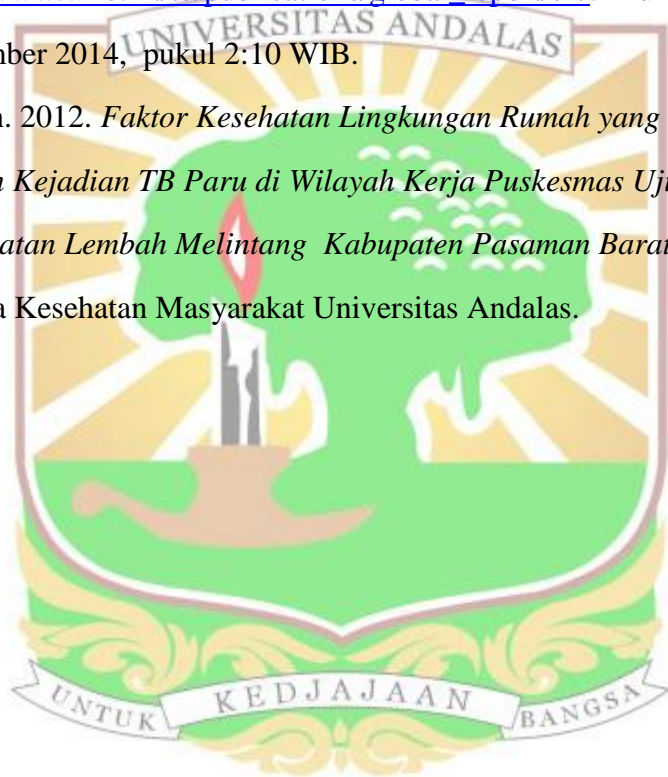 UNIVERSITAS ANDALAS
mber 2014, pukul 2:10 WIB.
n. 2012. Faktor Kesehatan Lingkungan Rumah yang
n Kejadian TB Paru di Wilayah Kerja Puskesmas Uj
atan Lembah Melintang Kabupaten Pasaman Barat
a Kesehatan Masyarakat Universitas Andalas.
UNTUK KEDJAJAAN BANGSA